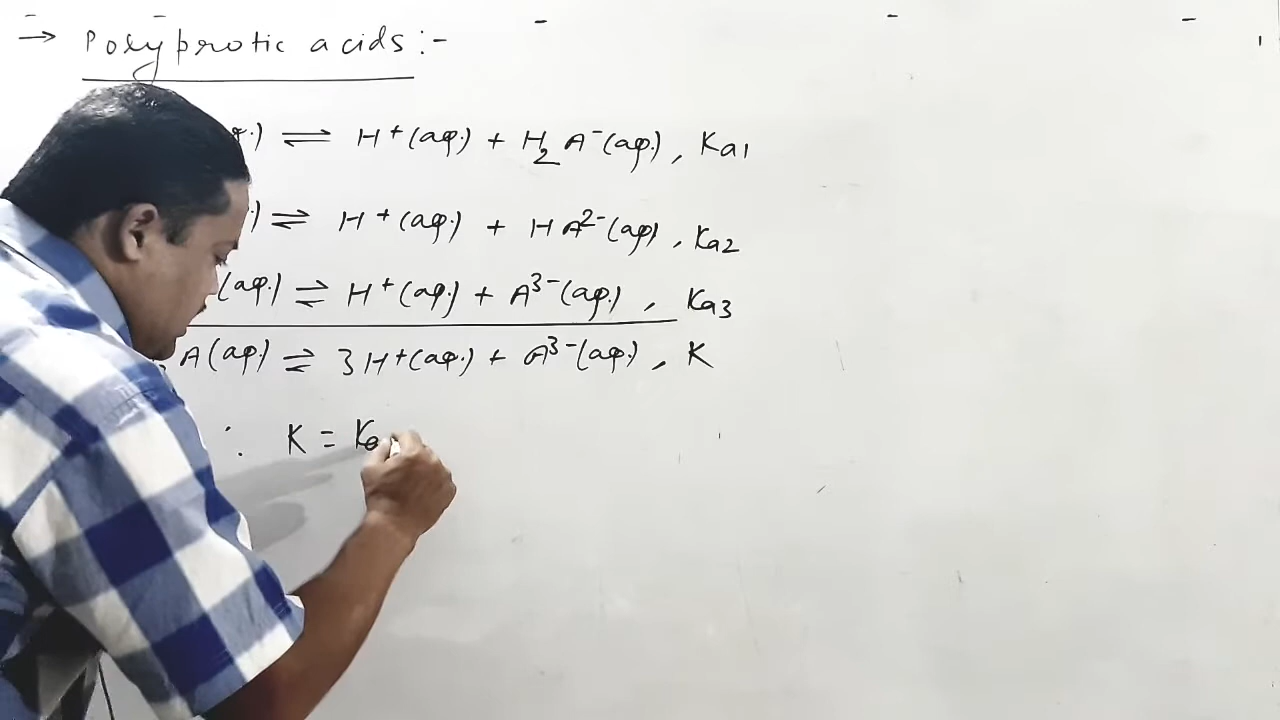 → Polyprotic acids :-
⇌ H⁺(aq.) + H₂A⁻(aq.), Ka1
⇌ H⁺(aq.) + HA²⁻(aq), Ka2
(aq.) ⇌ H⁺(aq.) + A³⁻(aq.), Ka3
A(aq.) ⇌ 3H⁺(aq.) + A³⁻(aq.), K
∴ K = Ka